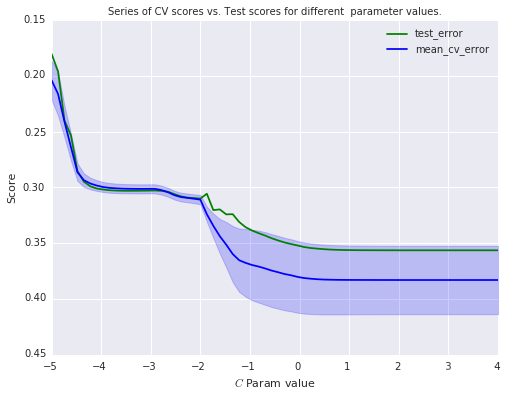 Series of CV scores vs. Test scores for different  parameter values.
0.15
test_error
mean_cv_error
0.20
0.25
0.30
0.35
0.40
0.45
Score
−5 −4 −3 −2 −1 0 1 2 3 4
C Param value